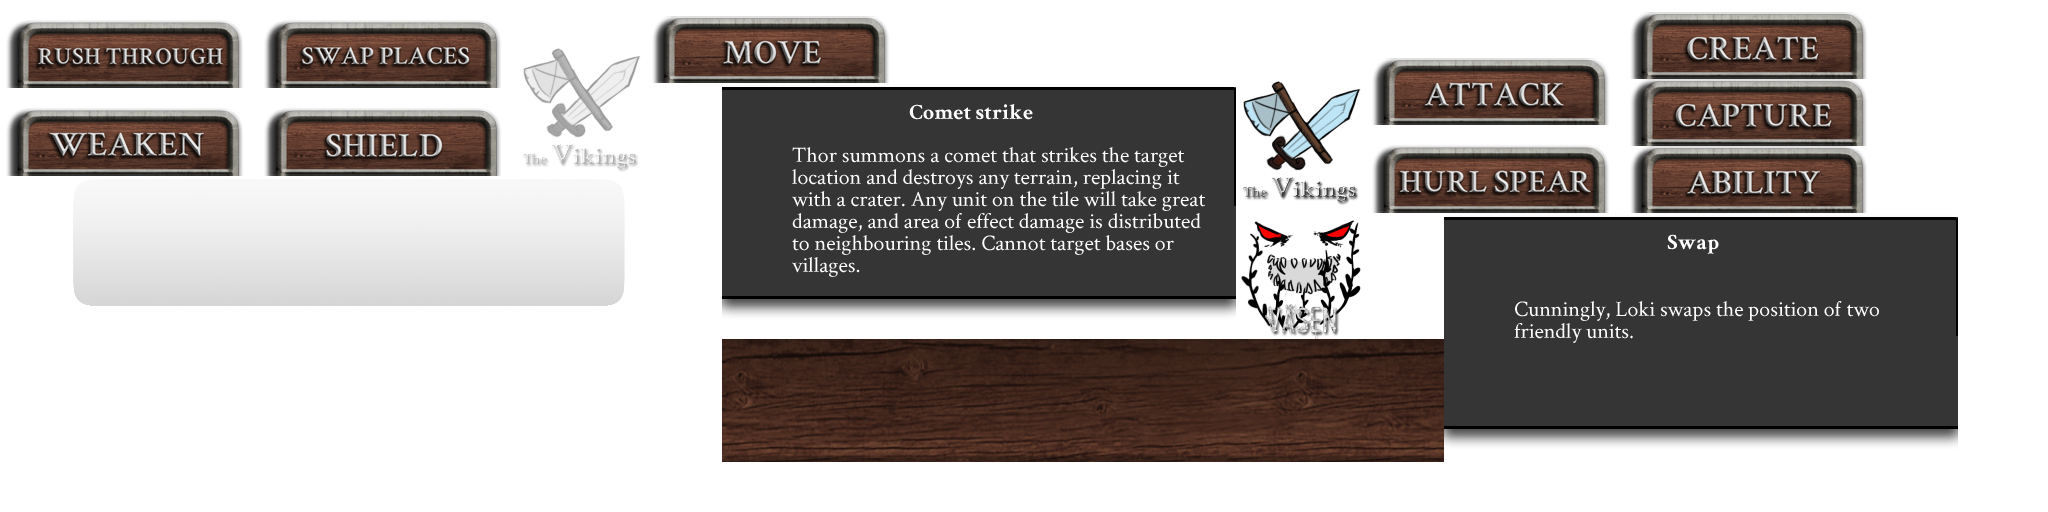 RUSH THROUGH
SWAP PLACES
WEAKEN
SHIELD
The Vikings
MOVE
Comet strike
Thor summons a comet that strikes the target
location and destroys any terrain, replacing it
with a crater. Any unit on the tile will take great
damage, and area of effect damage is distributed
to neighbouring tiles. Cannot target bases or
villages.
The Vikings
VÄSEN
ATTACK
HURL SPEAR
CREATE
CAPTURE
ABILITY
Swap
Cunningly, Loki swaps the position of two
friendly units.